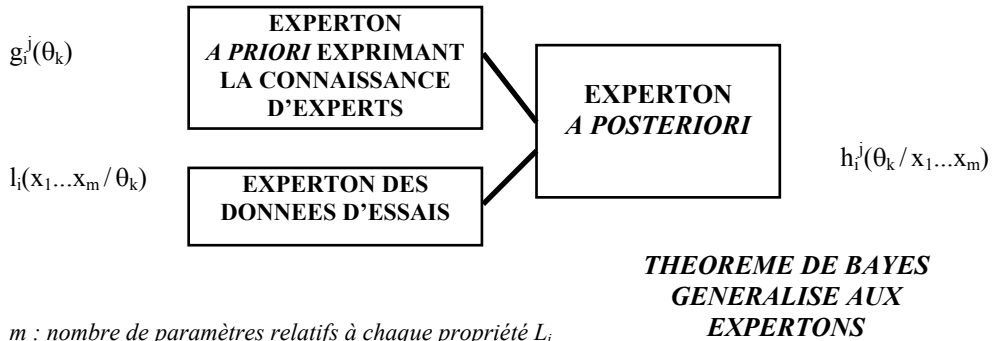 g_i^j(θ_k)
EXPERTON
A PRIORI EXPRIMANT
LA CONNAISSANCE
D'EXPERTS
EXPERTON
A POSTERIORI
h_i^j(θ_k / x_1...x_m)
l_i(x_1...x_m / θ_k)
EXPERTON DES
DONNEES D'ESSAIS
THEOREME DE BAYES
GENERALISE AUX
EXPERTONS
m : nombre de paramètres relatifs à chaque propriété L_i